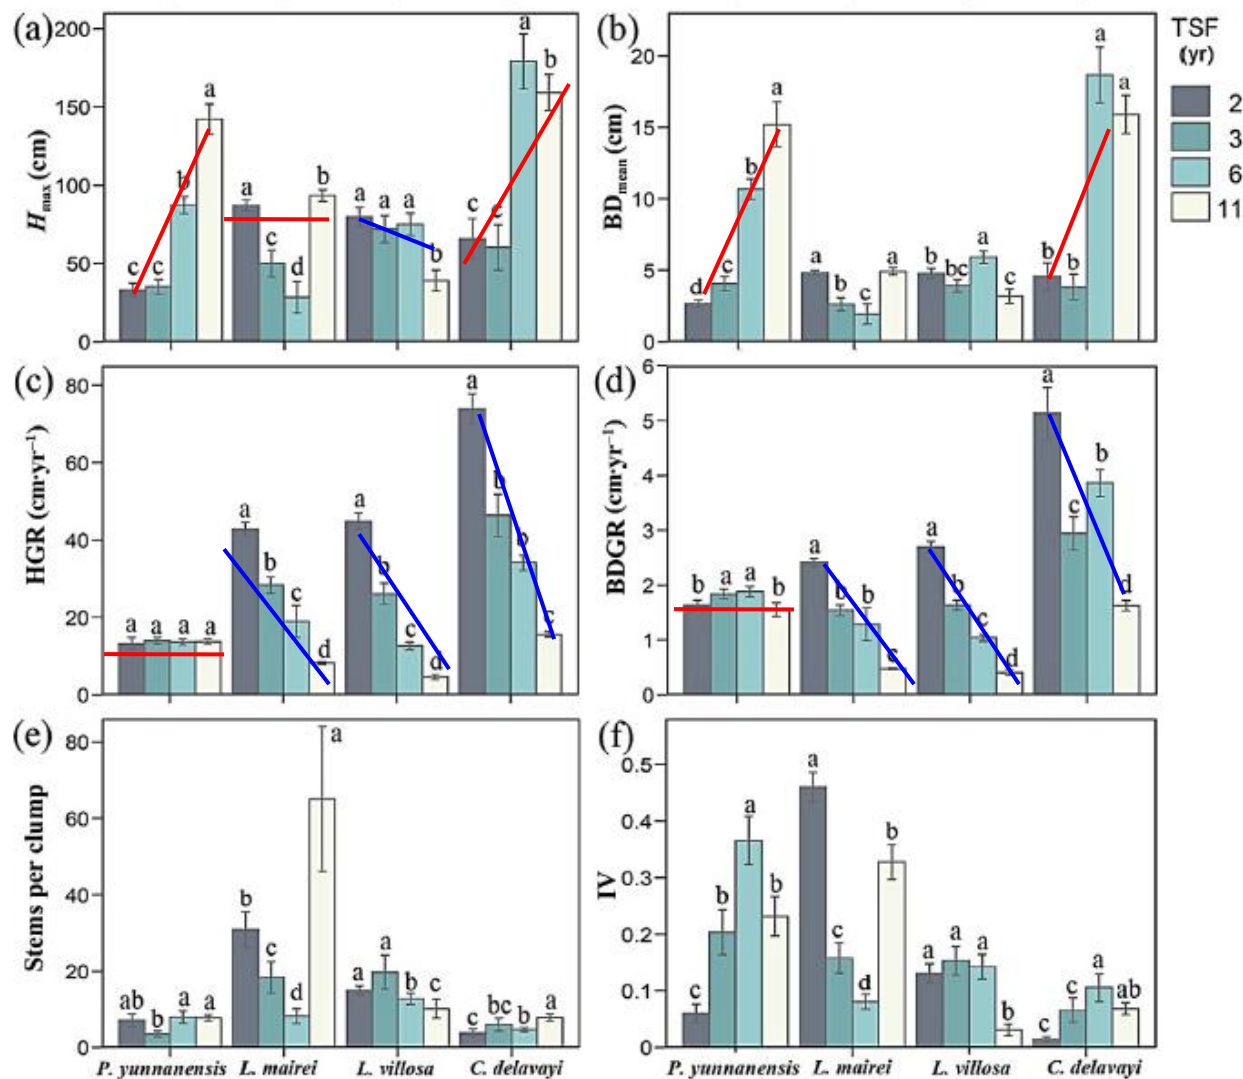 (a)
200
150
100
50
0
Hmax (cm)
c c b a
a c d b
a a a b
c c a b
(b)
20
15
10
5
0
BDmean (cm)
d c b a
a b c a
b bc a c
b b a a
TSF
(yr)
2
3
6
11
(c)
80
60
40
20
0
HGR (cm·yr⁻¹)
a a a a
a b c d
a b c d
a b b c
(d)
6
5
4
3
2
1
0
BDGR (cm·yr⁻¹)
b a a b
a b b c
a b c d
a c b d
(e)
80
60
40
20
0
Stems per clump
ab b a a
b c d a
a a b c
c bc b a
P. yunnanensis L. mairei L. villosa C. delavayi
(f)
0.5
0.4
0.3
0.2
0.1
0
IV
c b a b
a c d b
a a a b
c c a ab
P. yunnanensis L. mairei L. villosa C. delavayi